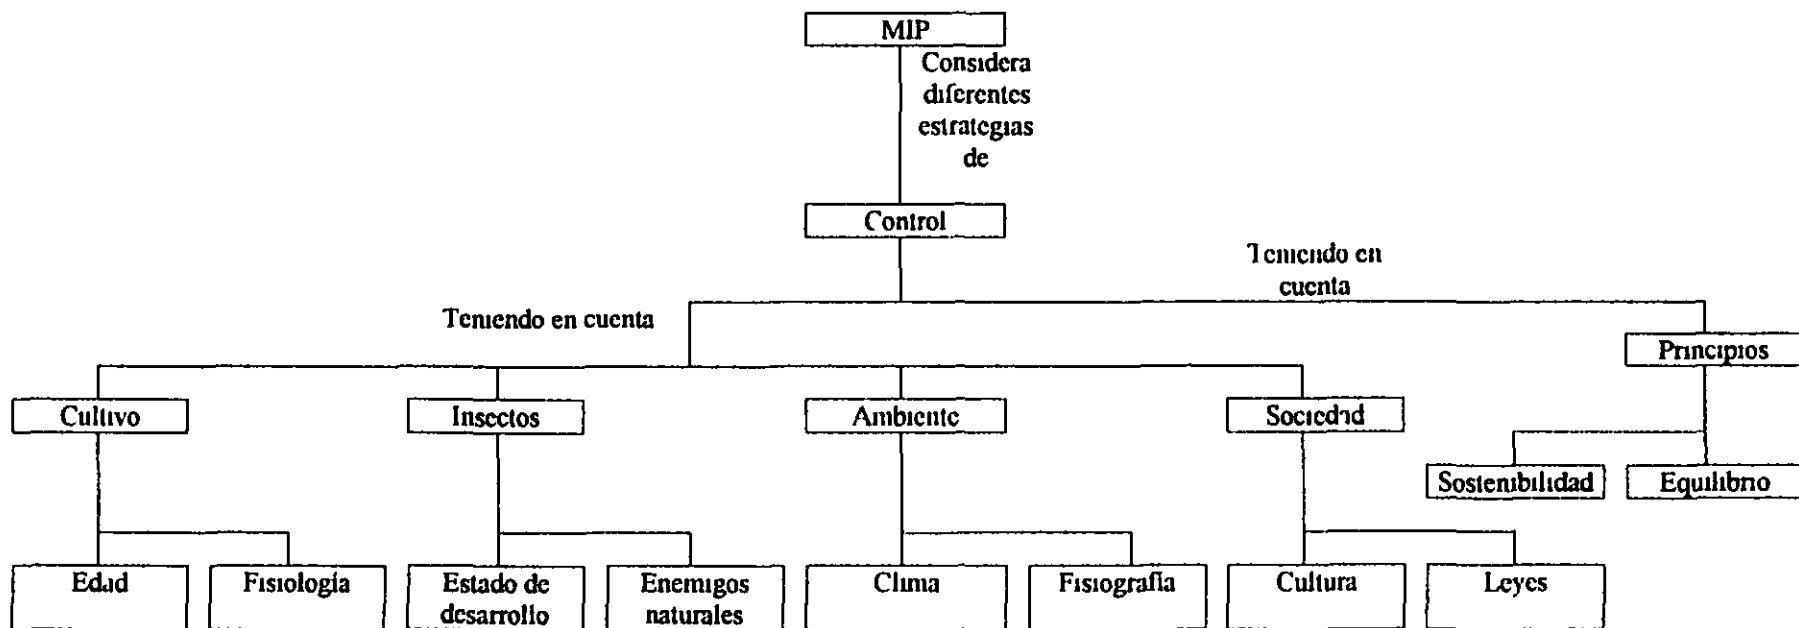 MIP
Considera
diferentes
estrategias
de
Control
Teniendo en
cuenta
Teniendo en cuenta
Principios
Cultivo
Insectos
Ambiente
Sociedad
Sostenibilidad
Equilibrio
Edad
Fisiología
Estado de
desarrollo
Enemigos
naturales
Clima
Fisiografía
Cultura
Leyes